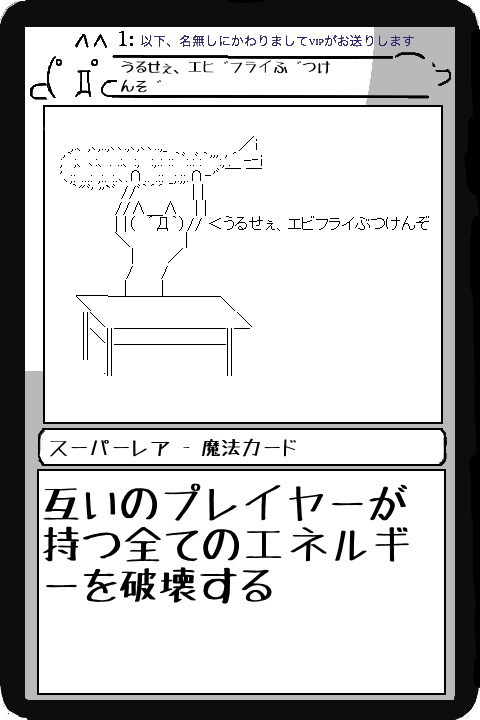 1: 以下、名無しにかわりましてVIPがお送りします
うるせぇ、エビフライぶつけ
んぞ
(´Д｀) ＜うるせぇ、エビフライぶつけんぞ
スーパーレア - 魔法カード
互いのプレイヤーが
持つ全てのエネルギ
ーを破壊する